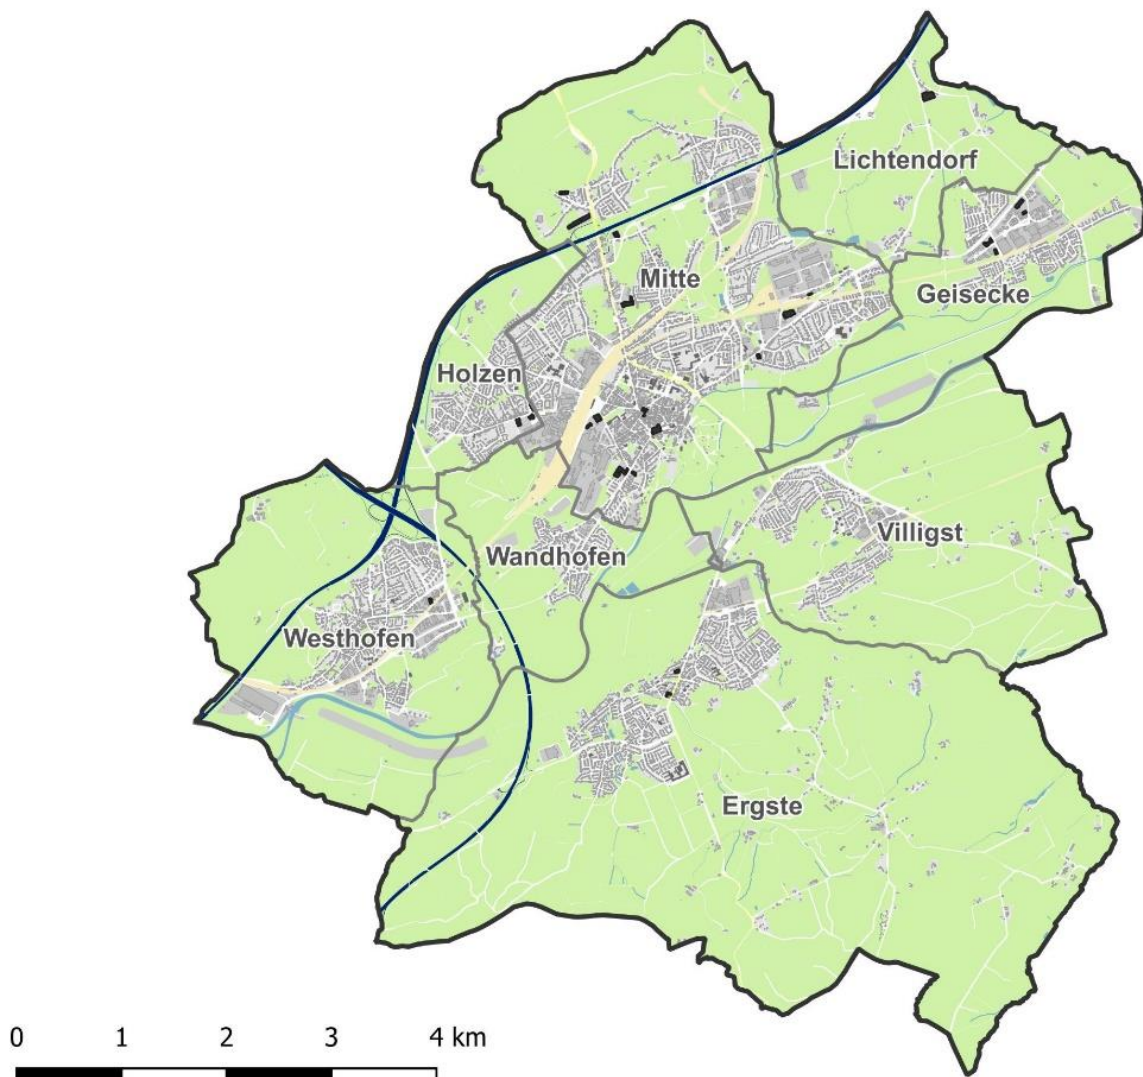 Lichtendorf
Mitte
Geisecke
Holzen
Villigst
Wandhofen
Westhofen
Ergste
0 1 2 3 4 km